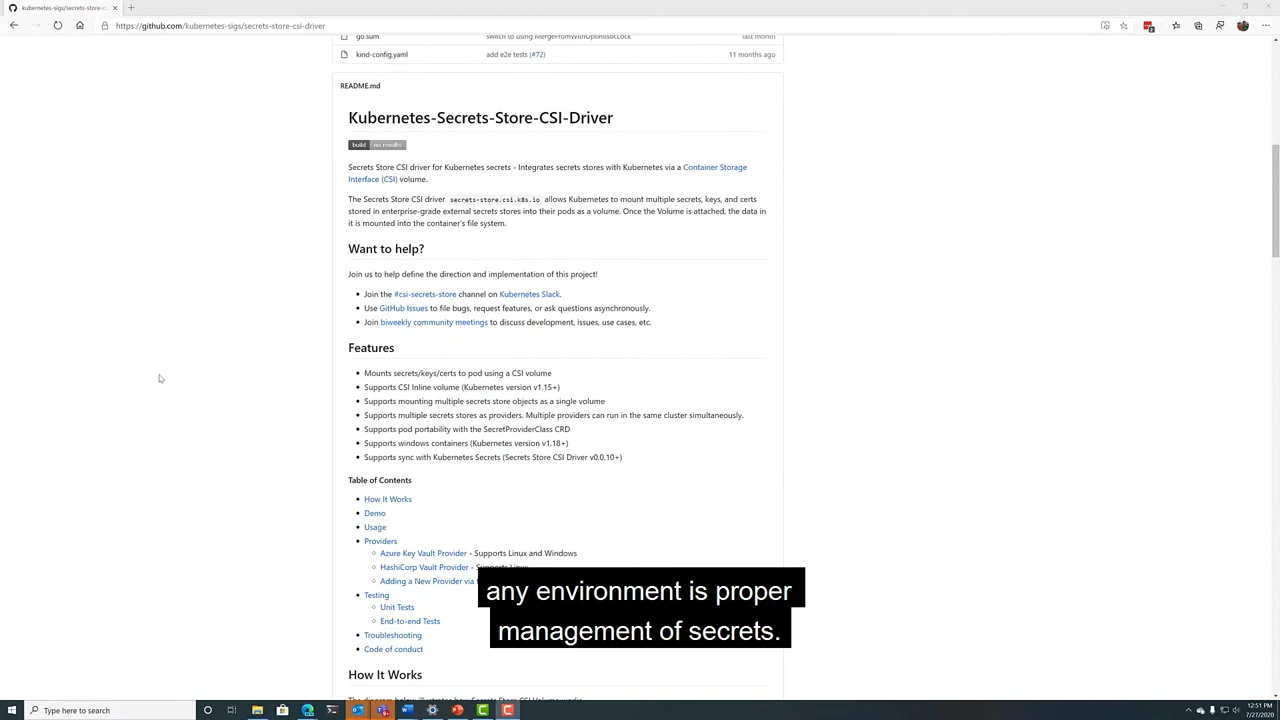 kubernetes-sigs/secrets-store-c
https://github.com/kubernetes-sigs/secrets-store-csi-driver
go.sum switch to using MergeFromWithOptimisticLock last month
kind-config.yaml add e2e tests (#72) 11 months ago
README.md
Kubernetes-Secrets-Store-CSI-Driver
build no results
Secrets Store CSI driver for Kubernetes secrets - Integrates secrets stores with Kubernetes via a Container Storage
Interface (CSI) volume.
The Secrets Store CSI driver secrets-store.csi.k8s.io allows Kubernetes to mount multiple secrets, keys, and certs
stored in enterprise-grade external secrets stores into their pods as a volume. Once the Volume is attached, the data in
it is mounted into the container's file system.
Want to help?
Join us to help define the direction and implementation of this project!
Join the #csi-secrets-store channel on Kubernetes Slack.
Use GitHub Issues to file bugs, request features, or ask questions asynchronously.
Join biweekly community meetings to discuss development, issues, use cases, etc.
Features
Mounts secrets/keys/certs to pod using a CSI volume
Supports CSI Inline volume (Kubernetes version v1.15+)
Supports mounting multiple secrets store objects as a single volume
Supports multiple secrets stores as providers. Multiple providers can run in the same cluster simultaneously.
Supports pod portability with the SecretProviderClass CRD
Supports windows containers (Kubernetes version v1.18+)
Supports sync with Kubernetes Secrets (Secrets Store CSI Driver v0.0.10+)
Table of Contents
How It Works
Demo
Usage
Providers
Azure Key Vault Provider - Supports Linux and Windows
HashiCorp Vault Provider - Supports Linux
Adding a New Provider via
Testing
Unit Tests
End-to-end Tests
Troubleshooting
Code of conduct
any environment is proper
management of secrets.
How It Works
Type here to search
12:51 PM
7/27/2020